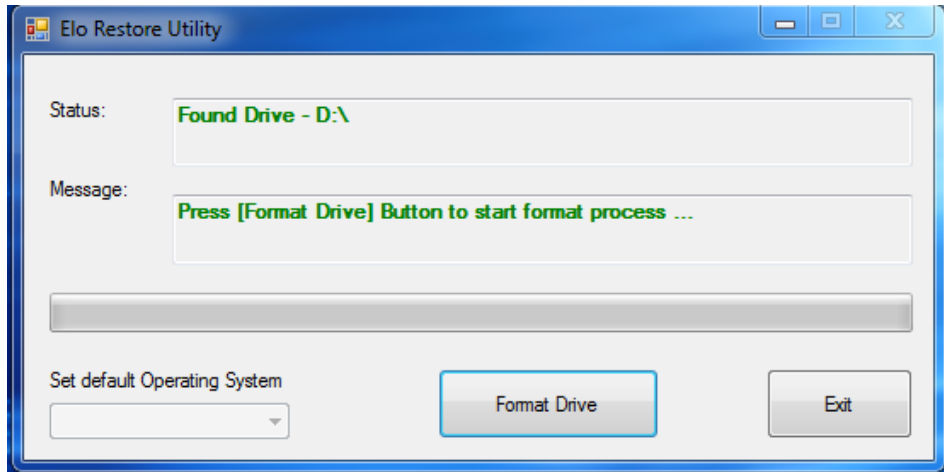 Elo Restore Utility
Status:
Found Drive - D:\
Message:
Press [Format Drive] Button to start format process ...
Set default Operating System
Format Drive
Exit